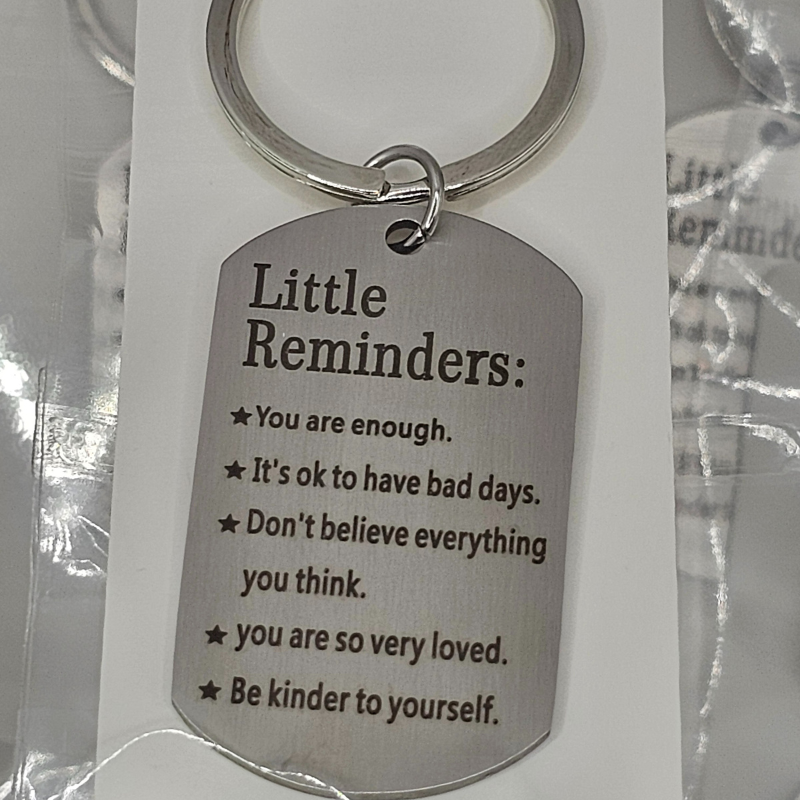 Little
Reminders:
★ You are enough.
★ It's ok to have bad days.
★ Don't believe everything
you think.
★ you are so very loved.
★ Be kinder to yourself.
Little